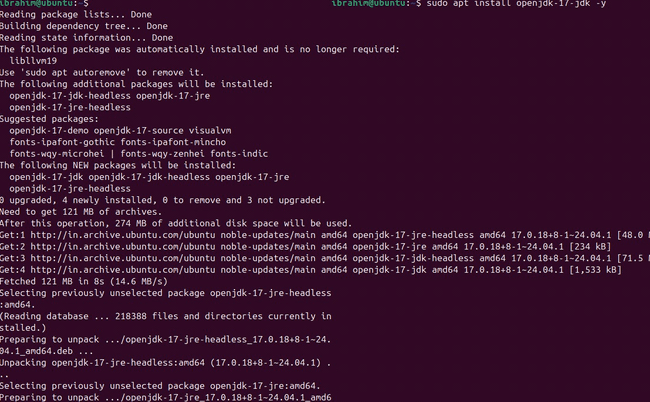 ibrahim@ubuntu:~$ ibrahim@ubuntu:~$ sudo apt install openjdk-17-jdk -y
Reading package lists... Done
Building dependency tree... Done
Reading state information... Done
The following package was automatically installed and is no longer required:
libllvm19
Use 'sudo apt autoremove' to remove it.
The following additional packages will be installed:
openjdk-17-jdk-headless openjdk-17-jre
openjdk-17-jre-headless
Suggested packages:
openjdk-17-demo openjdk-17-source visualvm
fonts-ipafont-gothic fonts-ipafont-mincho
fonts-wqy-microhei | fonts-wqy-zenhei fonts-indic
The following NEW packages will be installed:
openjdk-17-jdk openjdk-17-jdk-headless openjdk-17-jre
openjdk-17-jre-headless
0 upgraded, 4 newly installed, 0 to remove and 3 not upgraded.
Need to get 121 MB of archives.
After this operation, 274 MB of additional disk space will be used.
Get:1 http://in.archive.ubuntu.com/ubuntu noble-updates/main amd64 openjdk-17-jre-headless amd64 17.0.18+8-1~24.04.1 [48.0
Get:2 http://in.archive.ubuntu.com/ubuntu noble-updates/main amd64 openjdk-17-jre amd64 17.0.18+8-1~24.04.1 [234 kB]
Get:3 http://in.archive.ubuntu.com/ubuntu noble-updates/main amd64 openjdk-17-jdk-headless amd64 17.0.18+8-1~24.04.1 [71.5
Get:4 http://in.archive.ubuntu.com/ubuntu noble-updates/main amd64 openjdk-17-jdk amd64 17.0.18+8-1~24.04.1 [1,533 kB]
Fetched 121 MB in 8s (14.6 MB/s)
Selecting previously unselected package openjdk-17-jre-headless
:amd64.
(Reading database ... 218388 files and directories currently in
stalled.)
Preparing to unpack .../openjdk-17-jre-headless_17.0.18+8-1~24.
04.1_amd64.deb ...
Unpacking openjdk-17-jre-headless:amd64 (17.0.18+8-1~24.04.1) .
..
Selecting previously unselected package openjdk-17-jre:amd64.
Preparing to unpack .../openjdk-17-jre_17.0.18+8-1~24.04.1_amd6